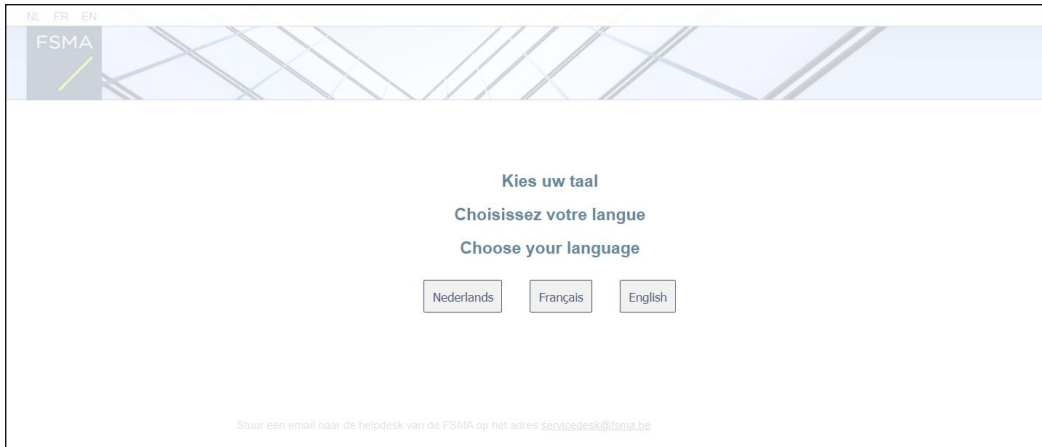 NL FR EN
FSMA
Kies uw taal
Choisissez votre langue
Choose your language
Nederlands Français English
Stuur een email naar de helpdesk van de FSMA op het adres servicedesk@fsma.be